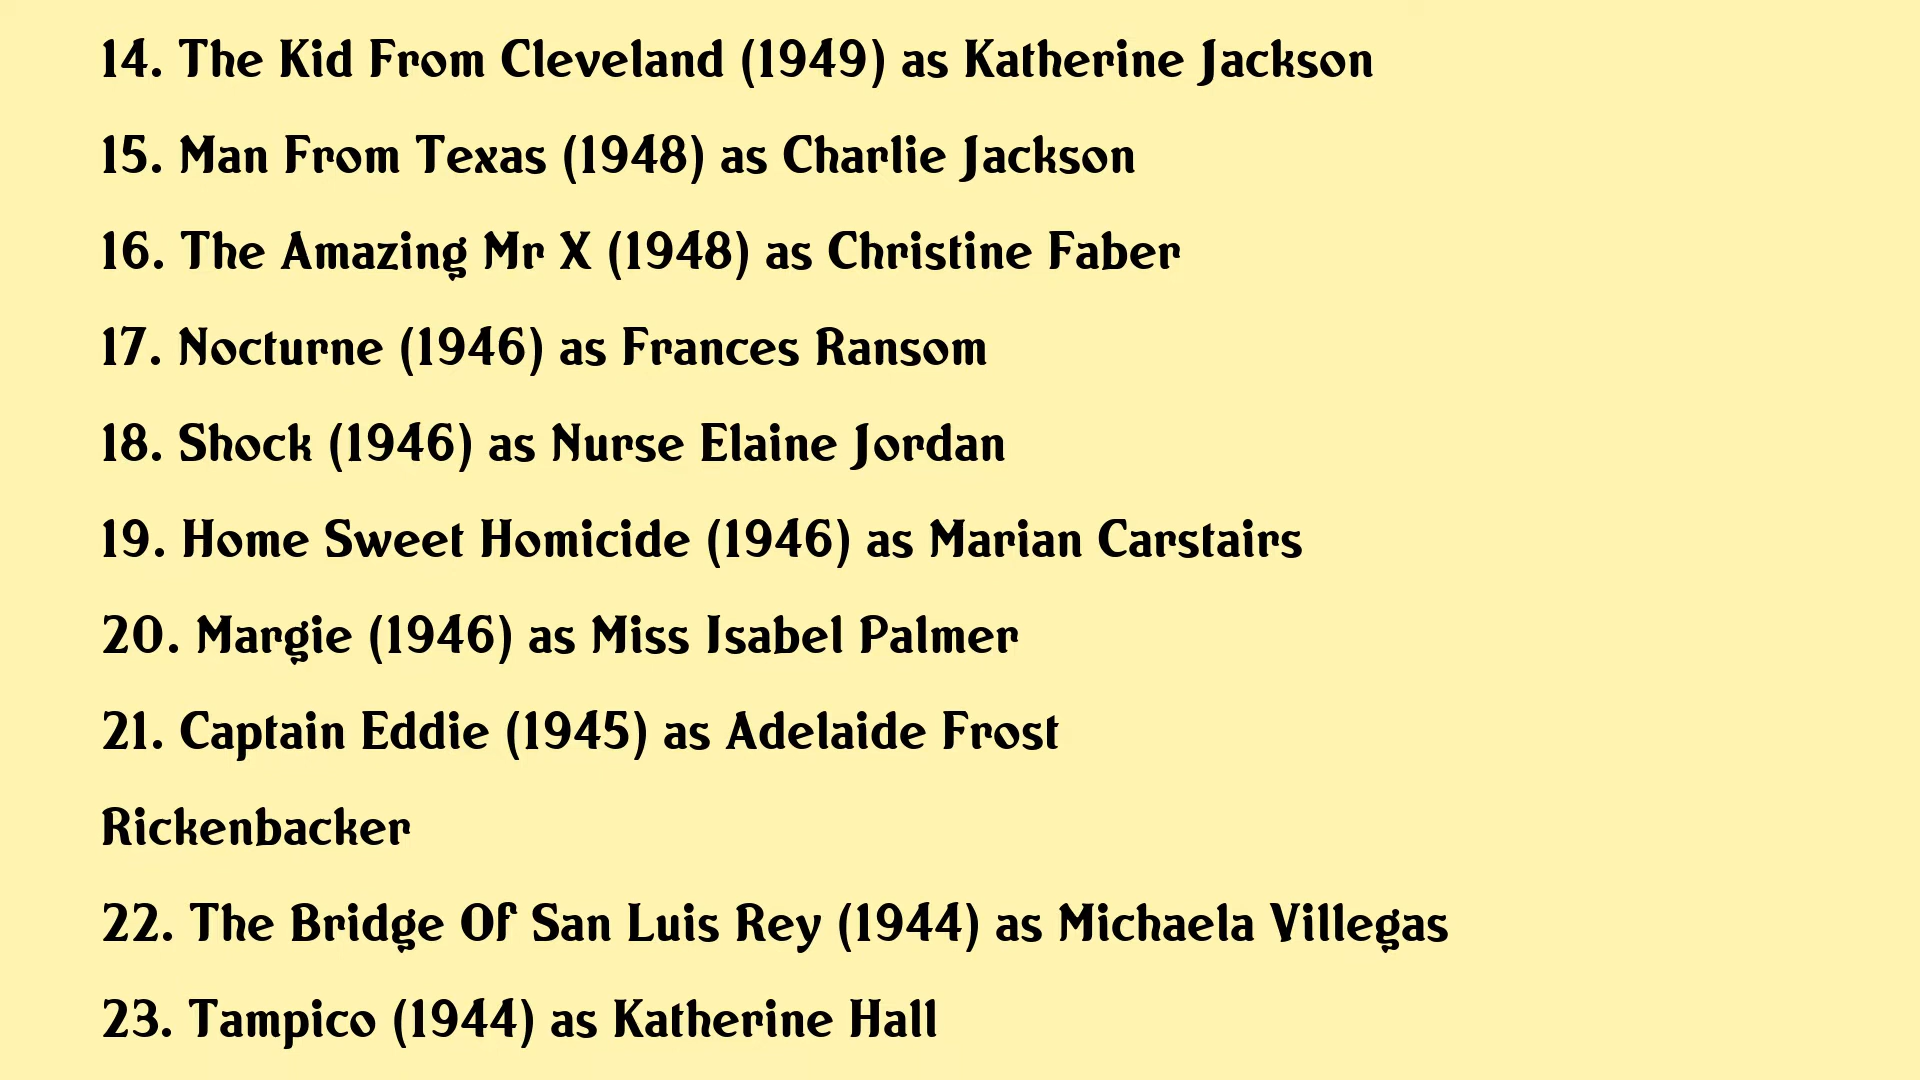 14. The Kid From Cleveland (1949) as Katherine Jackson
15. Man From Texas (1948) as Charlie Jackson
16. The Amazing Mr X (1948) as Christine Faber
17. Nocturne (1946) as Frances Ransom
18. Shock (1946) as Nurse Elaine Jordan
19. Home Sweet Homicide (1946) as Marian Carstairs
20. Margie (1946) as Miss Isabel Palmer
21. Captain Eddie (1945) as Adelaide Frost
Rickenbacker
22. The Bridge Of San Luis Rey (1944) as Michaela Villegas
23. Tampico (1944) as Katherine Hall